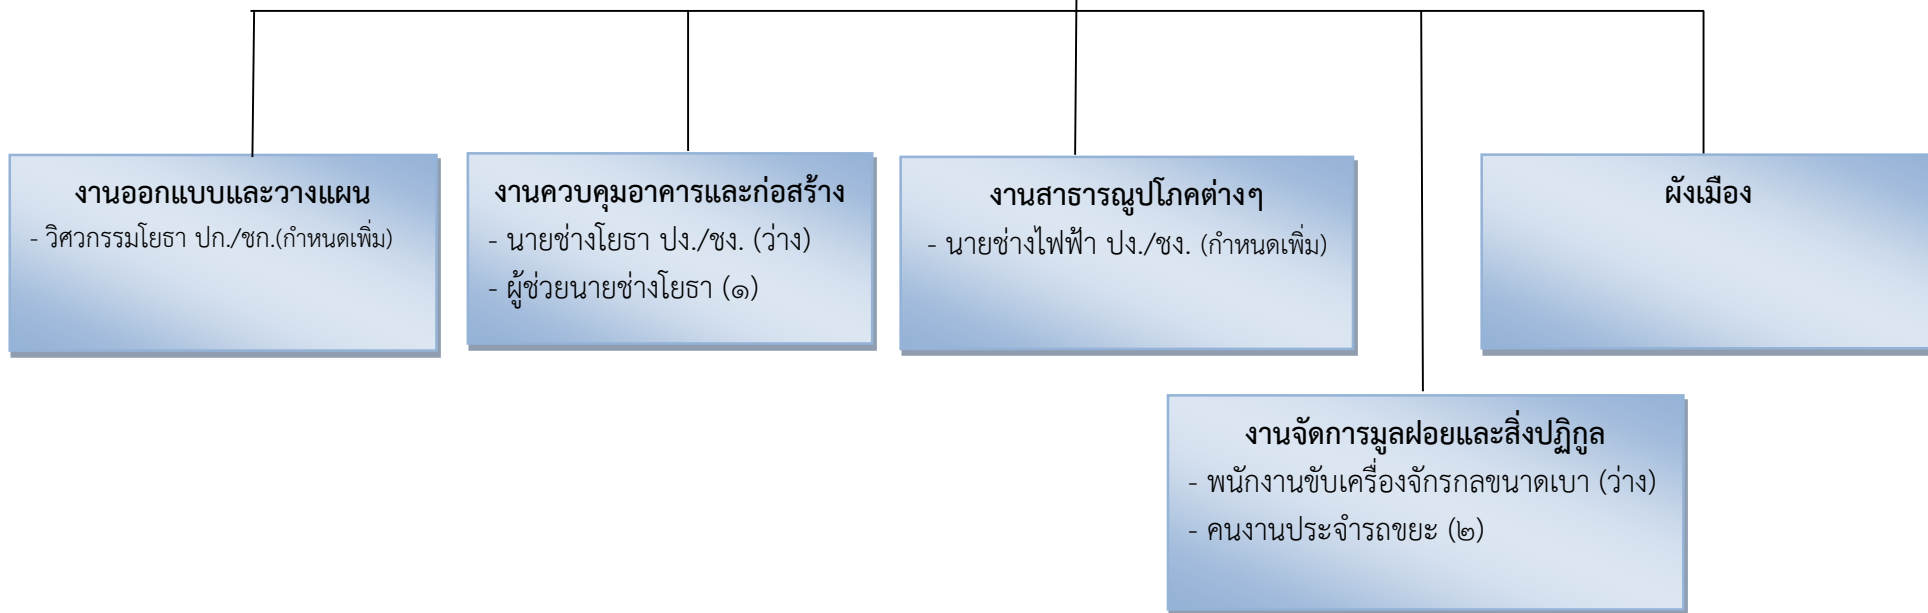 งานออกแบบและวางแผน
- วิศวกรรมโยธา ปก./ชก.(กำหนดเพิ่ม)
งานควบคุมอาคารและก่อสร้าง
- นายช่างโยธา ปง./ชง. (ว่าง)
- ผู้ช่วยนายช่างโยธา (๑)
งานสาธารณูปโภคต่างๆ
- นายช่างไฟฟ้า ปง./ชง. (กำหนดเพิ่ม)
ผังเมือง
งานจัดการมูลฝอยและสิ่งปฏิกูล
- พนักงานขับเครื่องจักรกลขนาดเบา (ว่าง)
- คนงานประจำรถขยะ (๒)